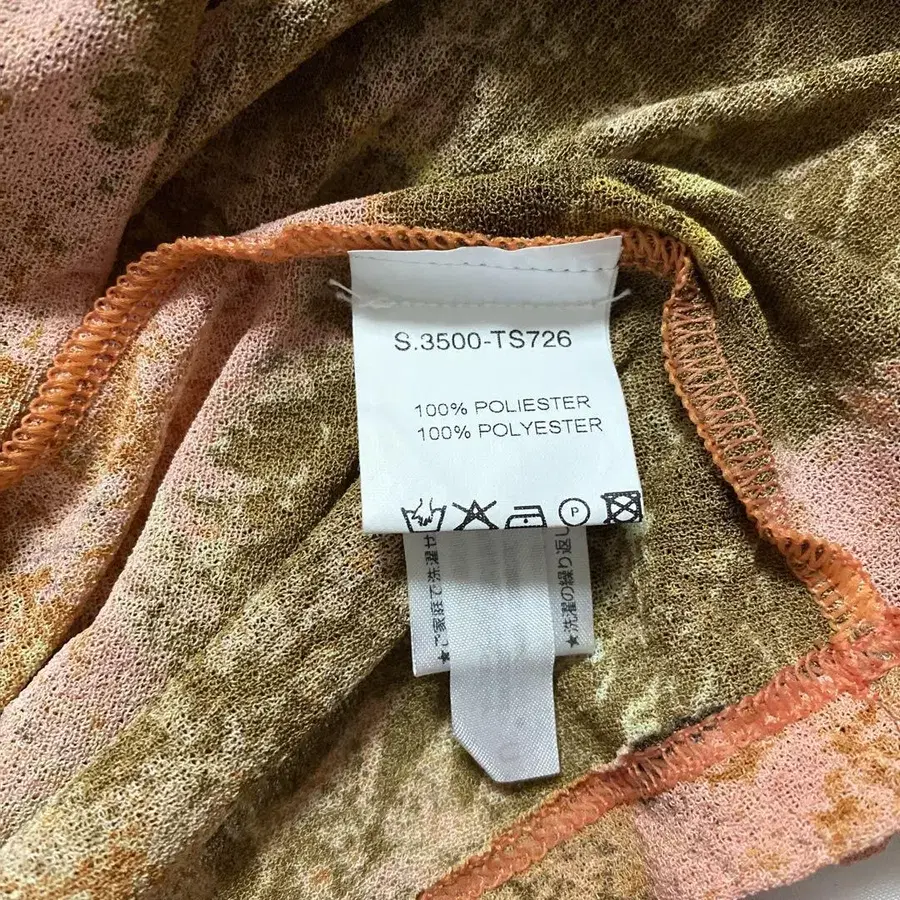 S.3500-TS726
100% POLIESTER
100% POLYESTER
P
★ご家庭で洗濯せ
★洗濯の繰り返し